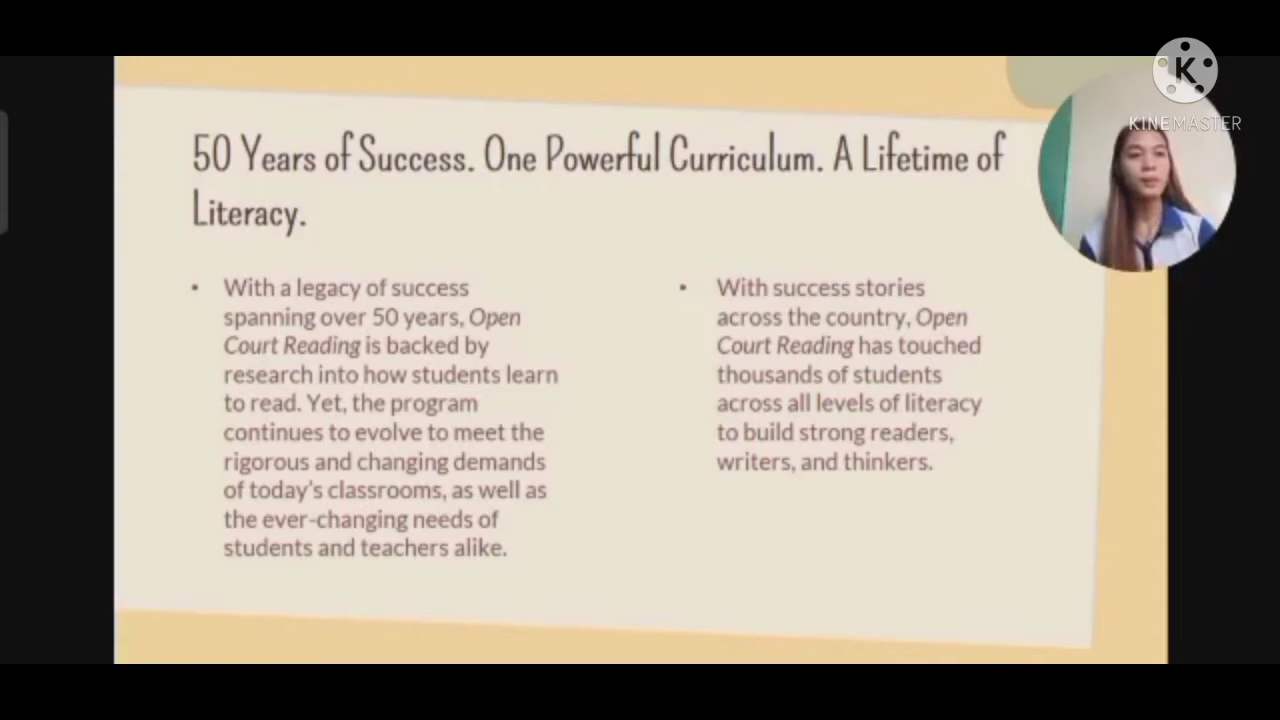 K
KINEMASTER
50 Years of Success. One Powerful Curriculum. A Lifetime of
Literacy.
• With a legacy of success
spanning over 50 years, Open
Court Reading is backed by
research into how students learn
to read. Yet, the program
continues to evolve to meet the
rigorous and changing demands
of today's classrooms, as well as
the ever-changing needs of
students and teachers alike.
• With success stories
across the country, Open
Court Reading has touched
thousands of students
across all levels of literacy
to build strong readers,
writers, and thinkers.